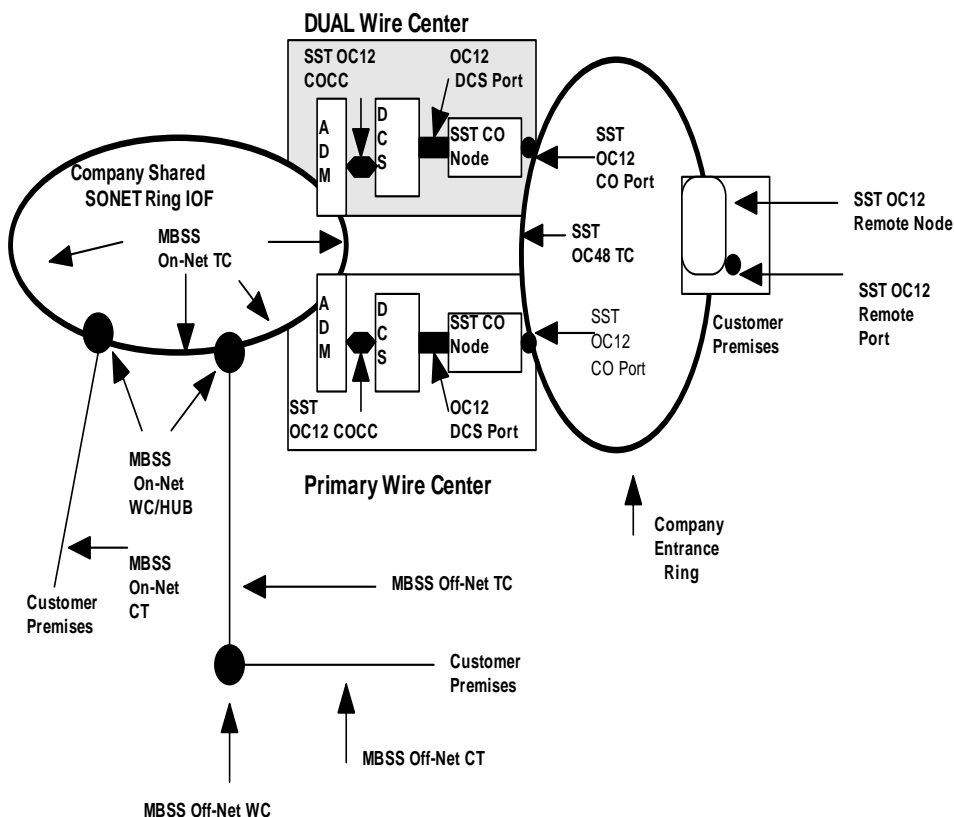 DUAL Wire Center
SST OC12
COCC
OC12
DCS Port
A
D
M
D
C
S
SST CO
Node
SST
OC12
CO Port
Company Shared
SONET Ring IOF
MBSS
On-Net TC
SST
OC48 TC
SST OC12
Remote Node
SST OC12
Remote
Port
Customer
Premises
A
D
M
D
C
S
SST CO
Node
SST
OC12
CO Port
SST
OC12 COCC
OC12
DCS Port
Primary Wire Center
MBSS
On-Net
WC/HUB
MBSS
On-Net
CT
Customer
Premises
Company
Entrance
Ring
MBSS Off-Net TC
Customer
Premises
MBSS Off-Net CT
MBSS Off-Net WC